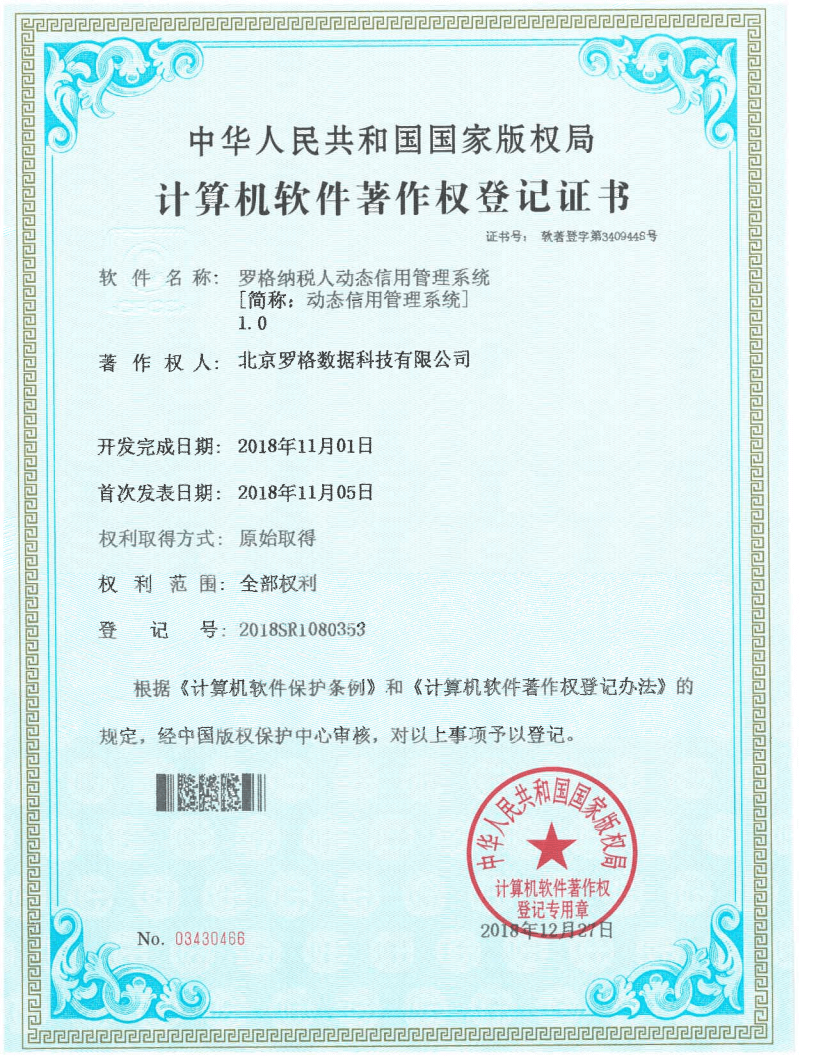 中华人民共和国国家版权局
计算机软件著作权登记证书
证书号： 软著登字第3409448号
软件名称： 罗格纳税人动态信用管理系统
[简称：动态信用管理系统]
1.0
著作权人： 北京罗格数据科技有限公司
开发完成日期： 2018年11月01日
首次发表日期： 2018年11月05日
权利取得方式： 原始取得
权利范围： 全部权利
登记号： 2018SR1080353
根据《计算机软件保护条例》和《计算机软件著作权登记办法》的
规定，经中国版权保护中心审核，对以上事项予以登记。
中华人民共和国国家版权局
计算机软件著作权
登记专用章
No. 03430466
2018年12月27日